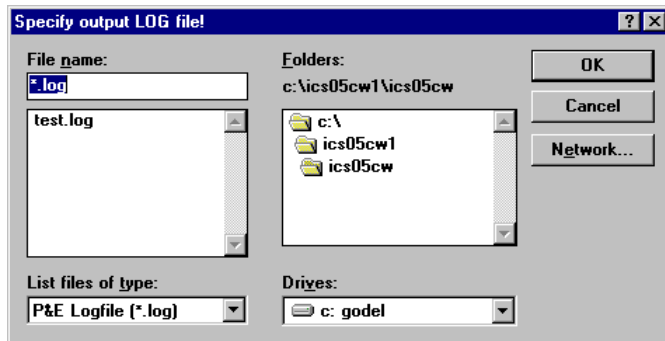 Specify output LOG file!
File name:
*.log
test.log
List files of type:
P&E Logfile (*.log)
Folders:
c:\ics05cw1\ics05cw
c:\
ics05cw1
ics05cw
Drives:
c: godel
OK
Cancel
Network...